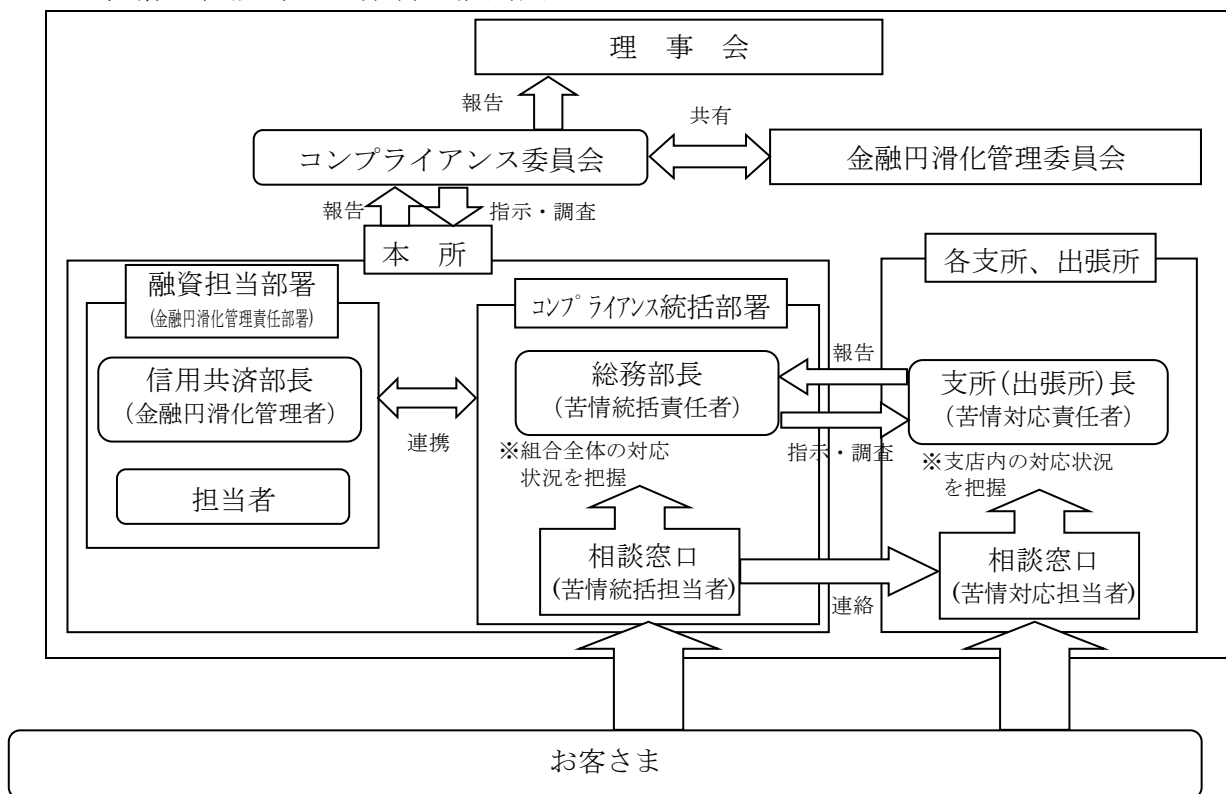 理 事 会
報告
共有
コンプライアンス委員会
金融円滑化管理委員会
報告
指示・調査
本 所
各支所、出張所
融資担当部署
(金融円滑化管理責任部署)
コンプライアンス統括部署
信用共済部長
(金融円滑化管理者)
連携
総務部長
(苦情統括責任者)
報告
指示・調査
支所(出張所)長
(苦情対応責任者)
※組合全体の対応
状況を把握
※支店内の対応状況
を把握
担当者
相談窓口
(苦情統括担当者)
連絡
相談窓口
(苦情対応担当者)
お客さま